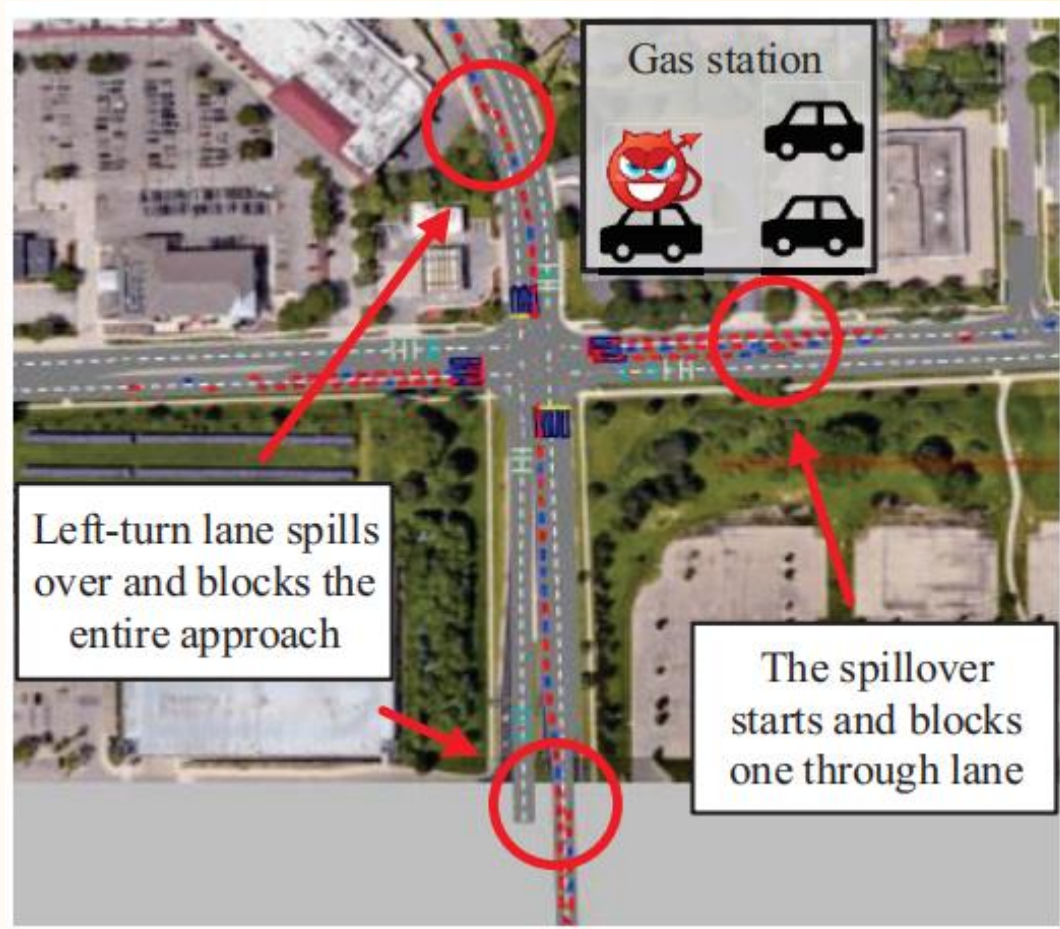 Gas station
Left-turn lane spills
over and blocks the
entire approach
The spillover
starts and blocks
one through lane